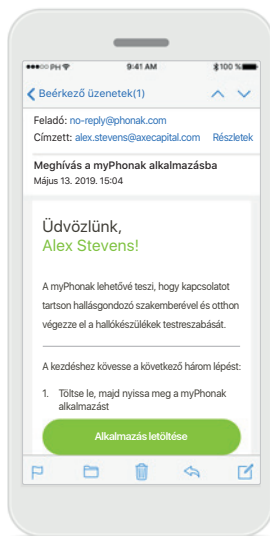 PH 9:41 AM 100 %
Beérkező üzenetek(1)
Feladó: no-reply@phonak.com
Címzett: alex.stevens@axecapital.com Részletek
Meghívás a myPhonak alkalmazásba
Május 13. 2019. 15:04
Üdvözlünk,
Alex Stevens!
A myPhonak lehetővé teszi, hogy kapcsolatot
tartson hallásgondozó szakemberével és otthon
végezze el a hallókészülékek testreszabását.
A kezdéshez kövesse a következő három lépést:
1. Töltse le, majd nyissa meg a myPhonak
alkalmazást
Alkalmazás letöltése